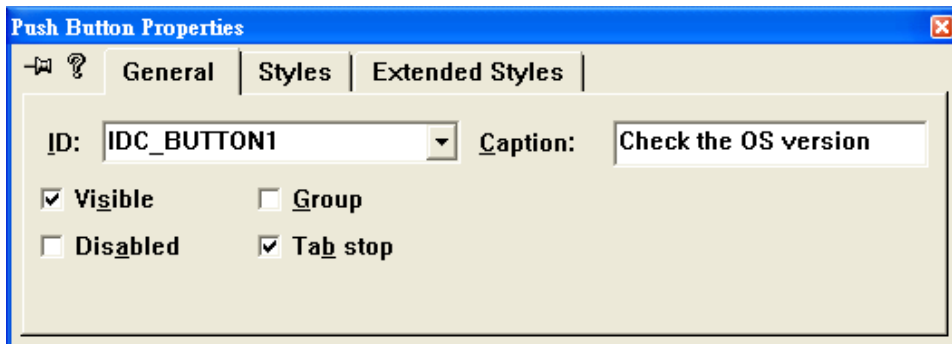 Push Button Properties
General Styles Extended Styles
ID: IDC_BUTTON1 Caption: Check the OS version
Visible Group
Disabled Tab stop